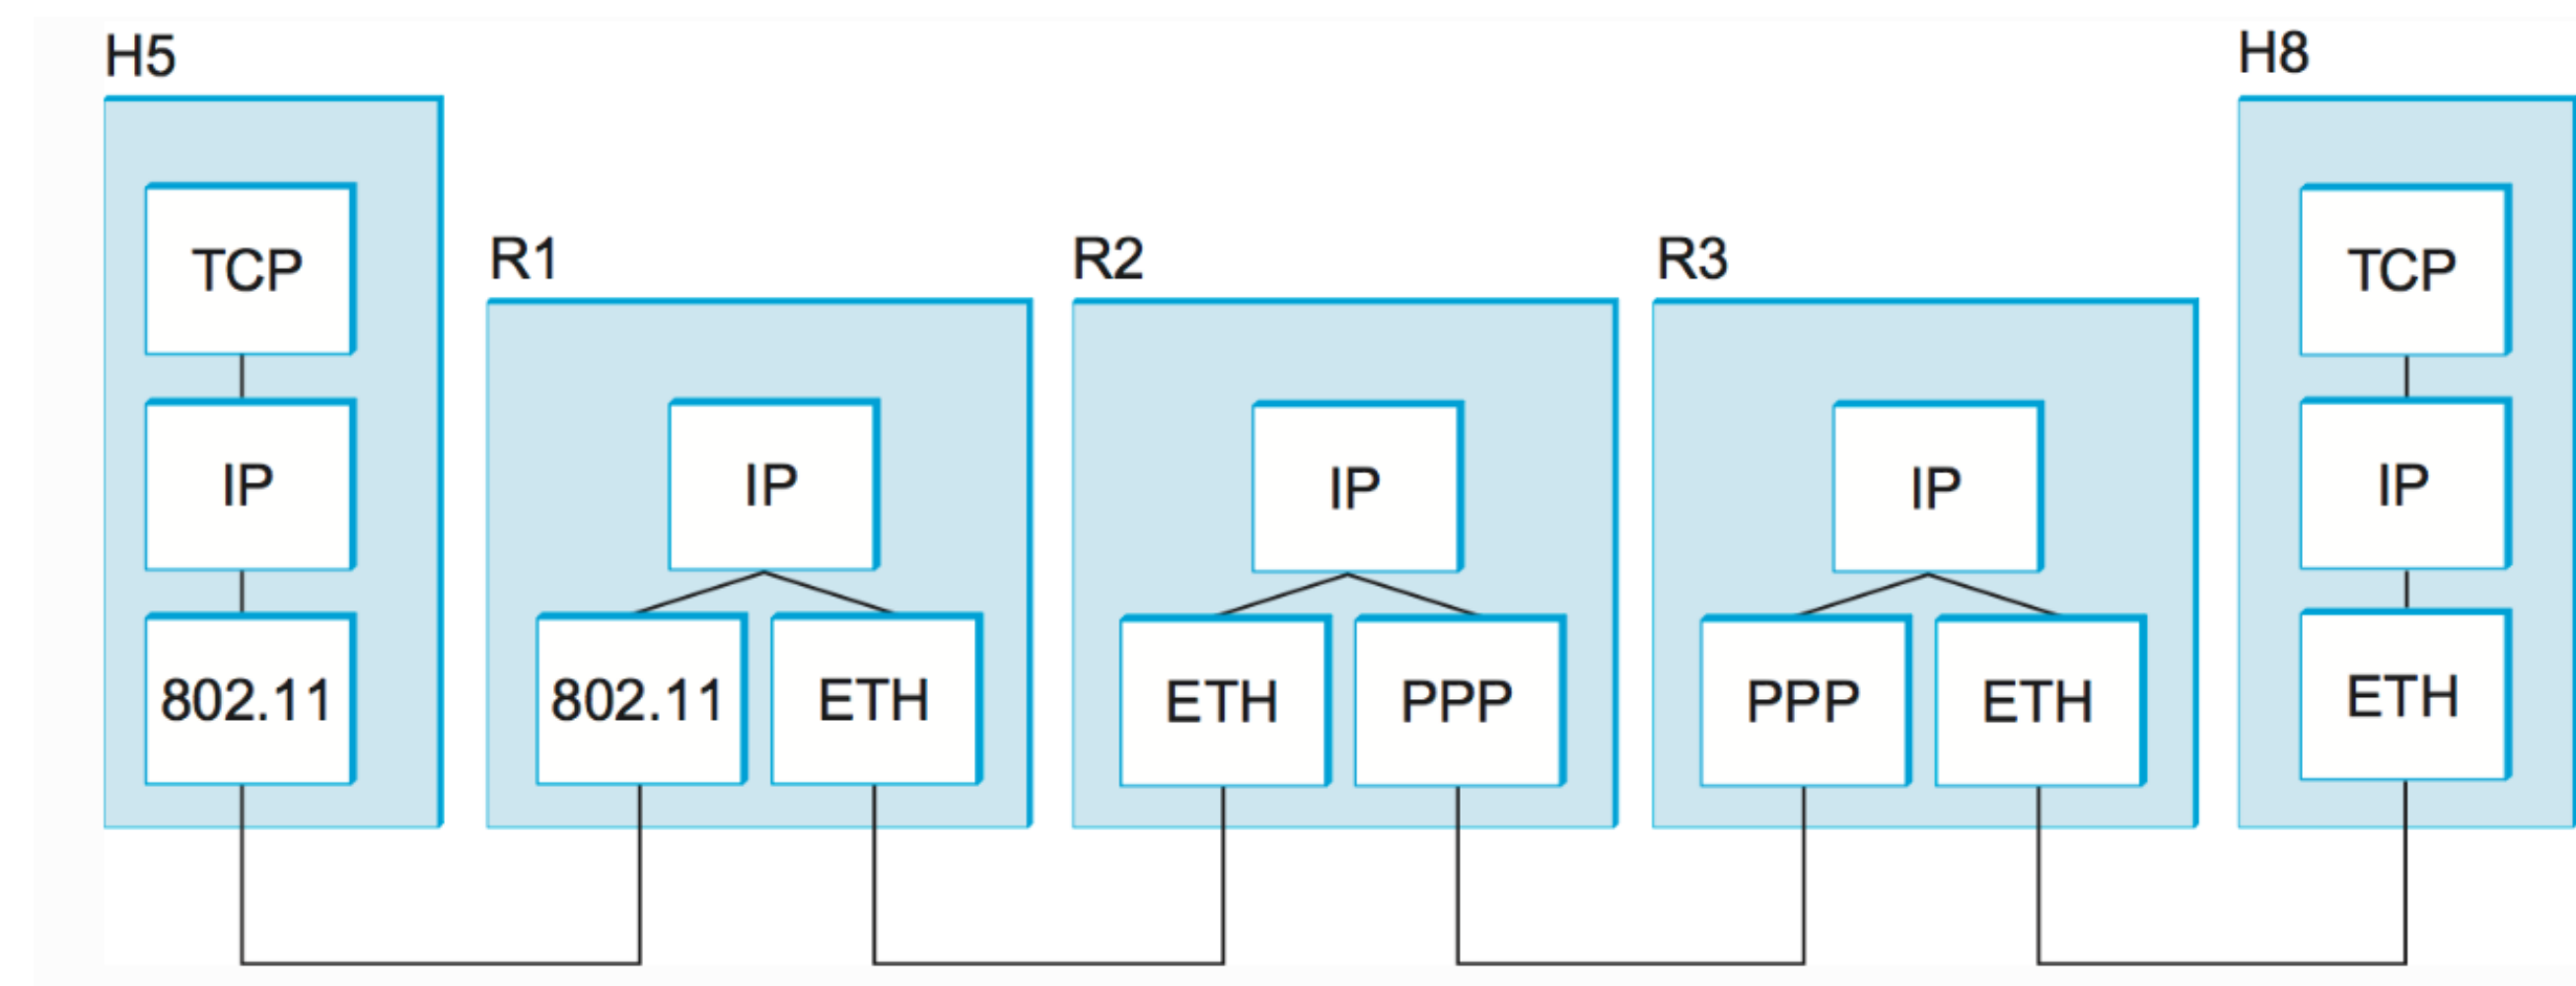 H5
TCP
IP
802.11
R1
IP
802.11
ETH
R2
IP
ETH
PPP
R3
IP
PPP
ETH
H8
TCP
IP
ETH